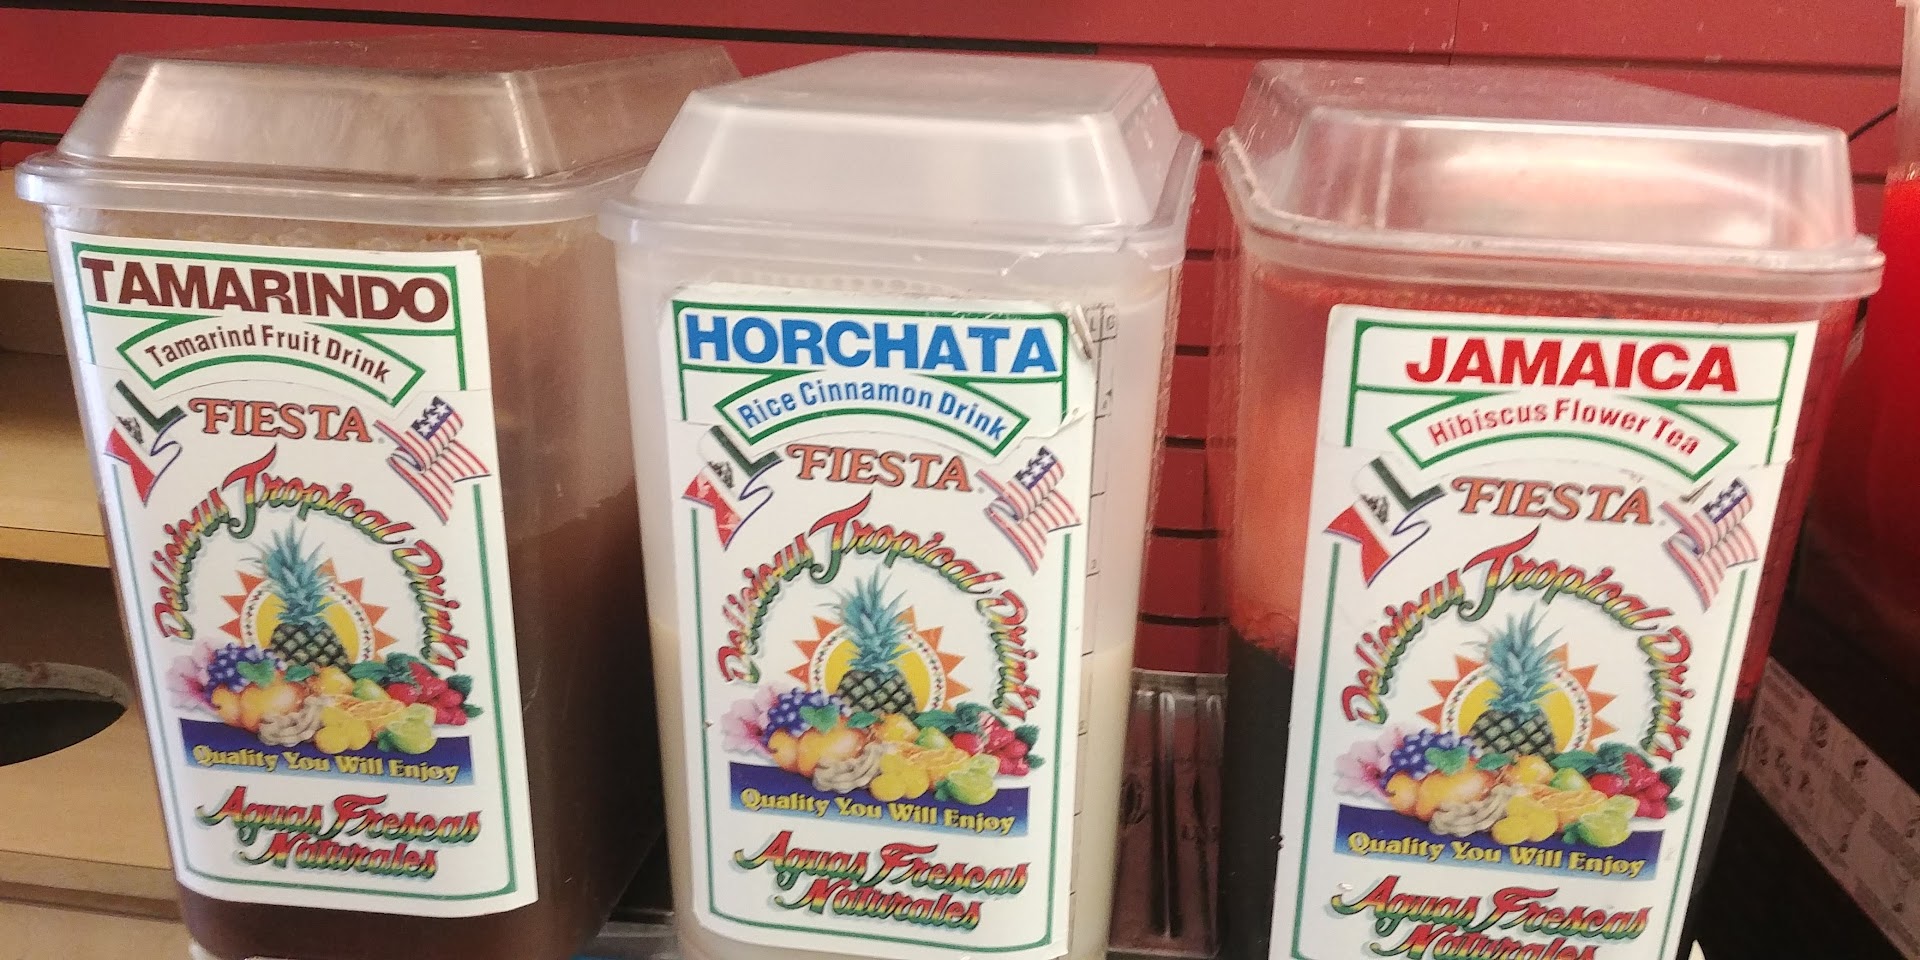 TAMARINDO
Tamarind Fruit Drink
FIESTA
Delicious Tropical Drinks
Quality You Will Enjoy
Aguas Frescas
Naturales
HORCHATA
Rice Cinnamon Drink
FIESTA
Delicious Tropical Drinks
Quality You Will Enjoy
Aguas Frescas
Naturales
JAMAICA
Hibiscus Flower Tea
FIESTA
Delicious Tropical Drinks
Quality You Will Enjoy
Aguas Frescas
Naturales